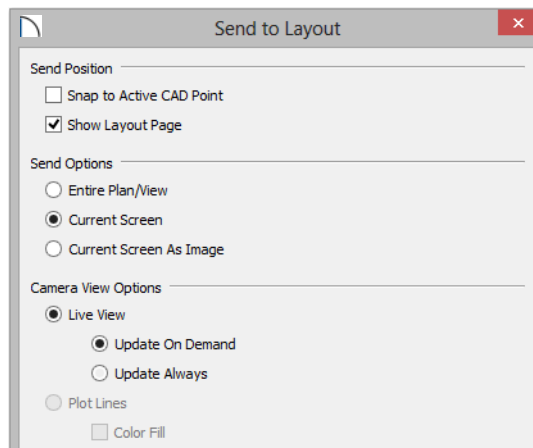 Send to Layout
Send Position
Snap to Active CAD Point
Show Layout Page
Send Options
Entire Plan/View
Current Screen
Current Screen As Image
Camera View Options
Live View
Update On Demand
Update Always
Plot Lines
Color Fill